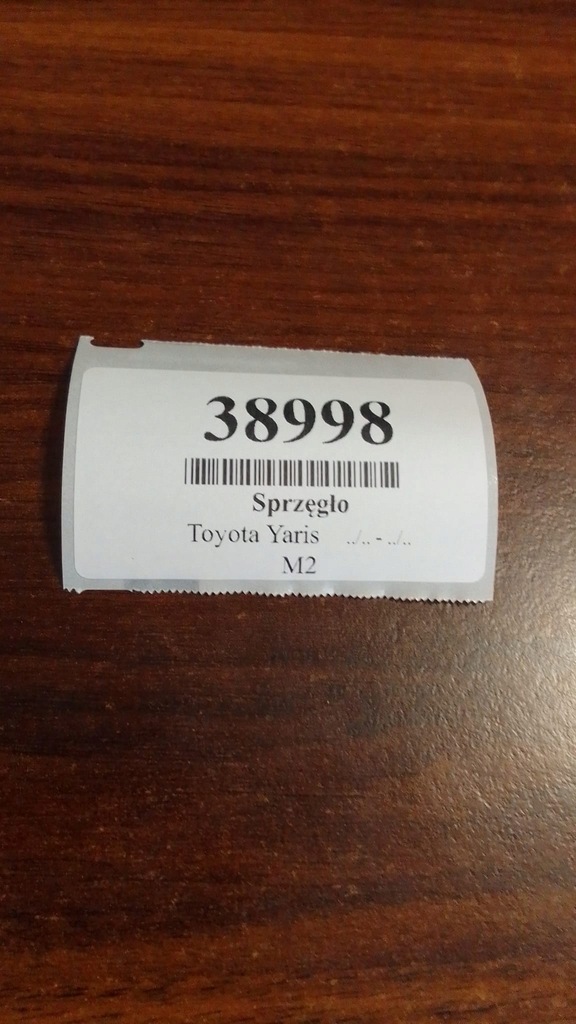 38998
Sprzęgło
Toyota Yaris ../.. - ../..
M2